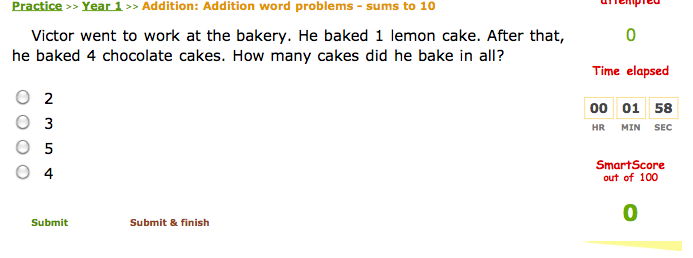 Practice >> Year 1 >> Addition: Addition word problems - sums to 10
Victor went to work at the bakery. He baked 1 lemon cake. After that,
he baked 4 chocolate cakes. How many cakes did he bake in all?
2
3
5
4
Submit Submit & finish
attempted
0
Time elapsed
00 01 58
HR MIN SEC
SmartScore
out of 100
0